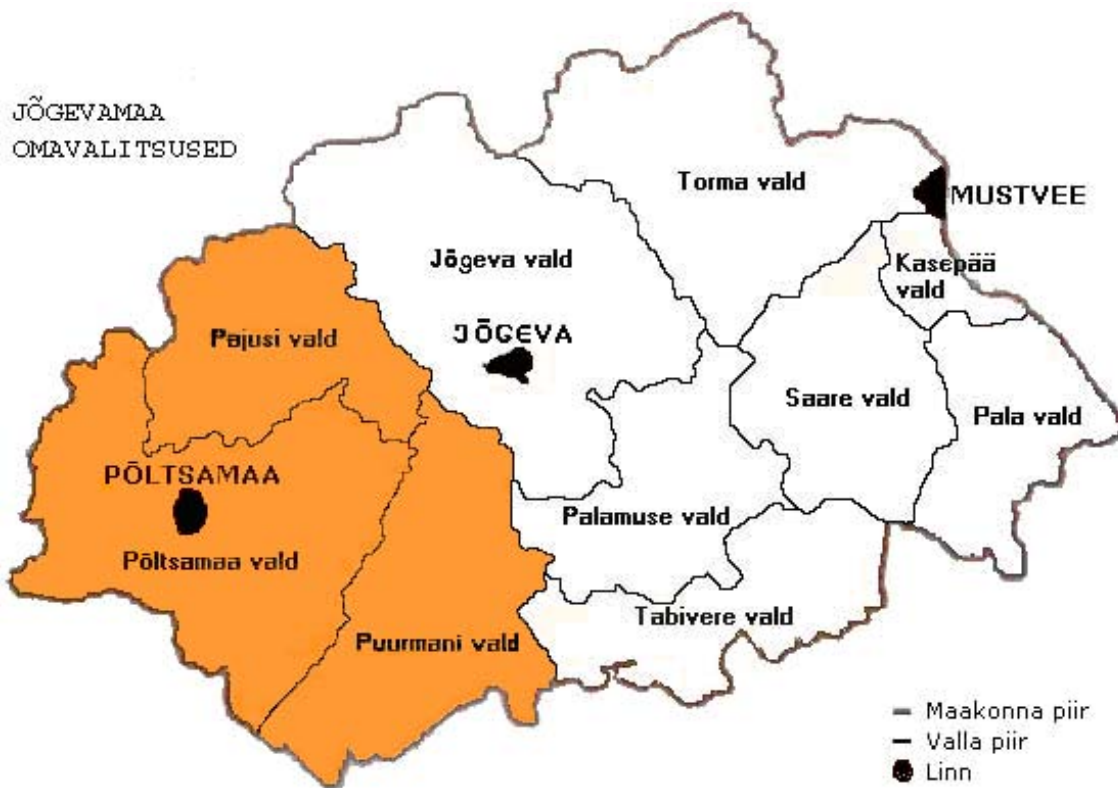 JÕGEVAMAA
OMAVALITSUSED
Torma vald
MUSTVEE
Jõgeva vald
Kasepää
vald
Pajusi vald
JÕGEVA
Saare vald
Pala vald
PÕLTSAMAA
Palamuse vald
Põltsamaa vald
Tabivere vald
Puurmani vald
Maakonna piir
Valla piir
Linn